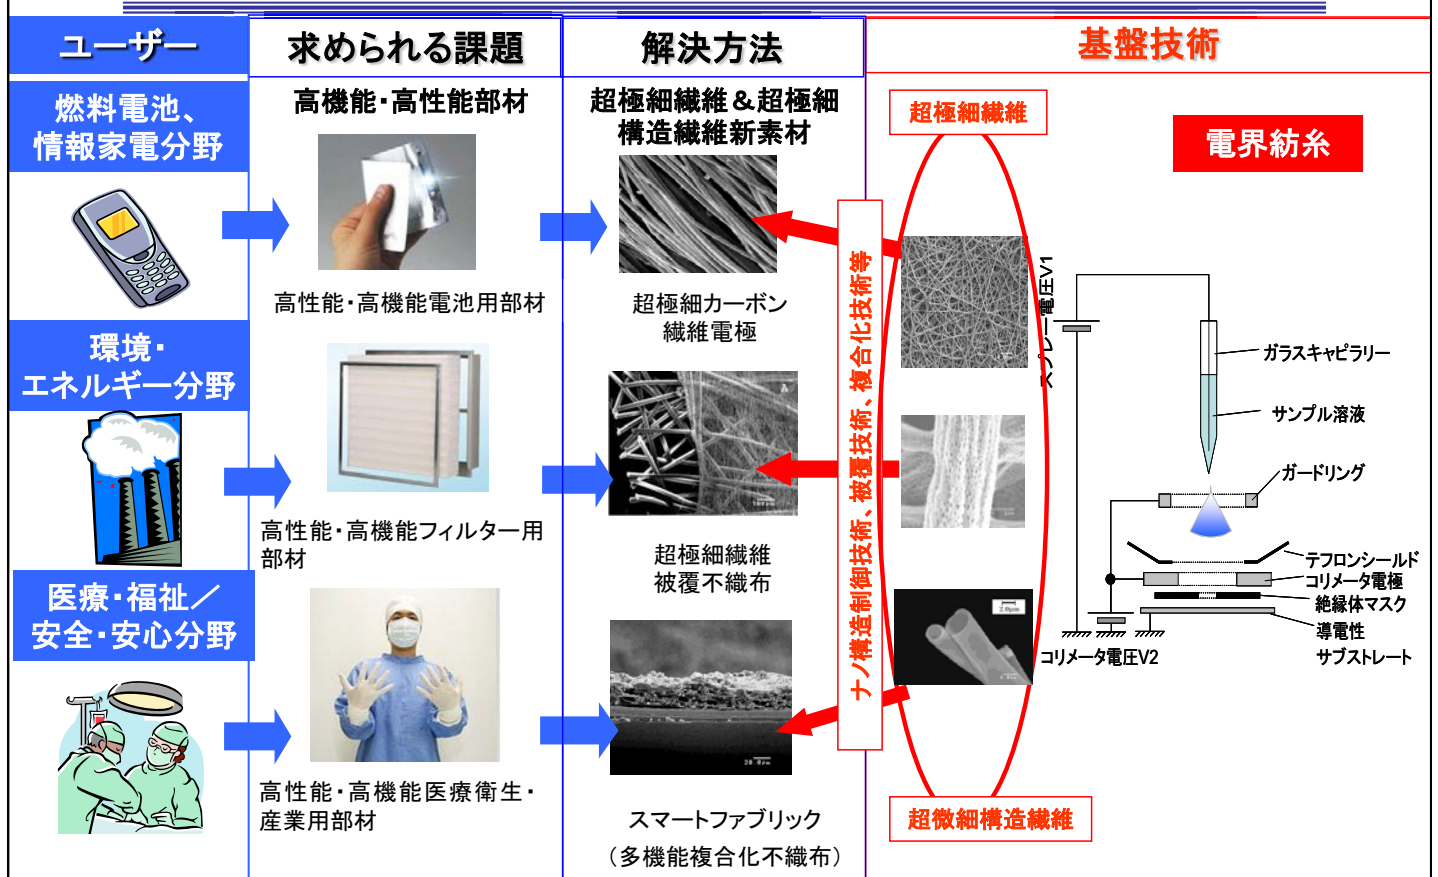 ユーザー
求められる課題
解決方法
基盤技術
燃料電池、
情報家電分野
高機能・高性能部材
超極細繊維＆超極細
構造繊維新素材
超極細繊維
電界紡糸
高性能・高機能電池用部材
超極細カーボン
繊維電極
環境・
エネルギー分野
高性能・高機能フィルター用
部材
超極細繊維
被覆不織布
医療・福祉／
安全・安心分野
高性能・高機能医療衛生・
産業用部材
スマートファブリック
（多機能複合化不織布）
ナノ構造制御技術、被覆技術、複合化技術等
超微細構造繊維
スプレー電圧V1
ガラスキャピラリー
サンプル溶液
ガードリング
テフロンシールド
コリメータ電極
絶縁体マスク
導電性
サブストレート
コリメータ電圧V2
2.0μm
20.0μm